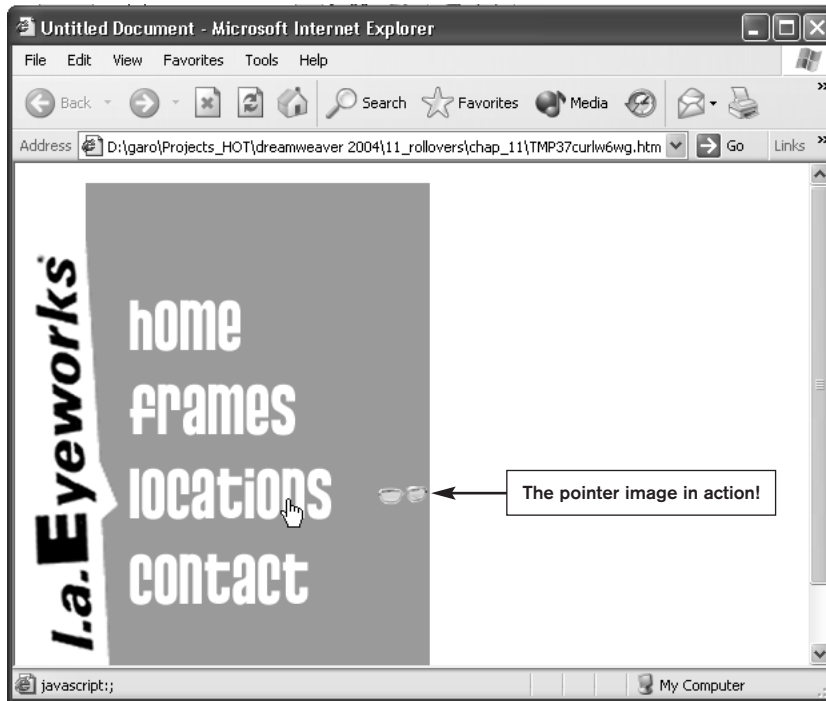 Untitled Document - Microsoft Internet Explorer
File Edit View Favorites Tools Help
Back Search Favorites Media
Address D:\garo\Projects_HOT\dreamweaver 2004\11_rollovers\chap_11\TMP37curlw6wg.htm Go Links »
l.a.Eyeworks
home
frames
locations
contact
The pointer image in action!
javascript:; My Computer